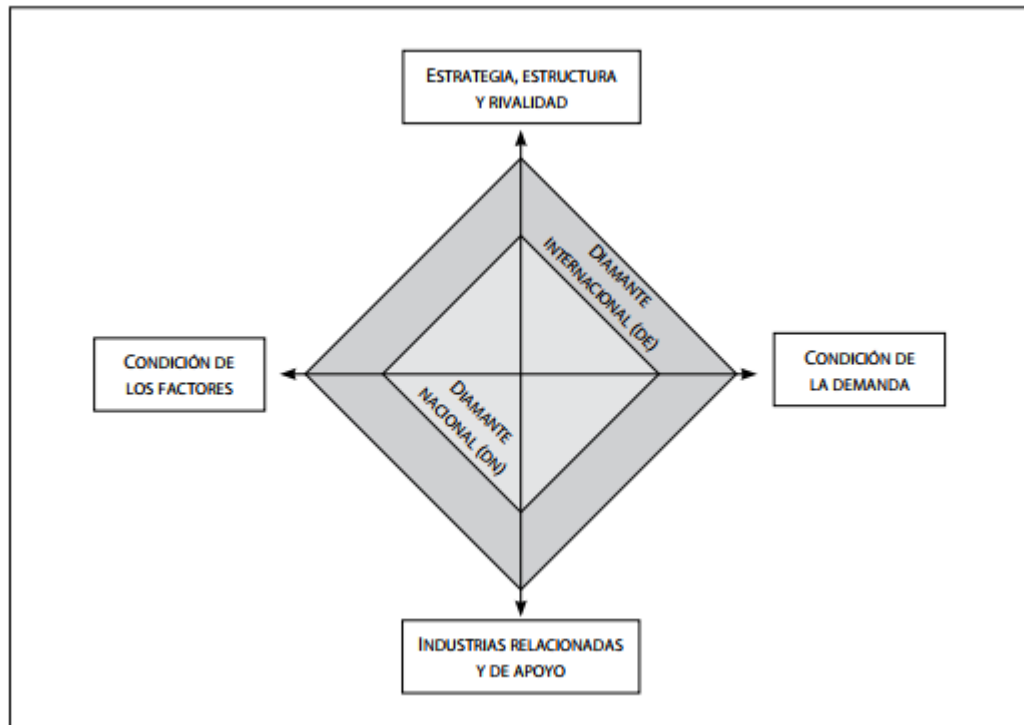 ESTRATEGIA, ESTRUCTURA
Y RIVALIDAD
DIAMANTE
INTERNACIONAL (DE)
CONDICIÓN DE
LOS FACTORES
CONDICIÓN DE
LA DEMANDA
DIAMANTE
NACIONAL (DN)
INDUSTRIAS RELACIONADAS
Y DE APOYO